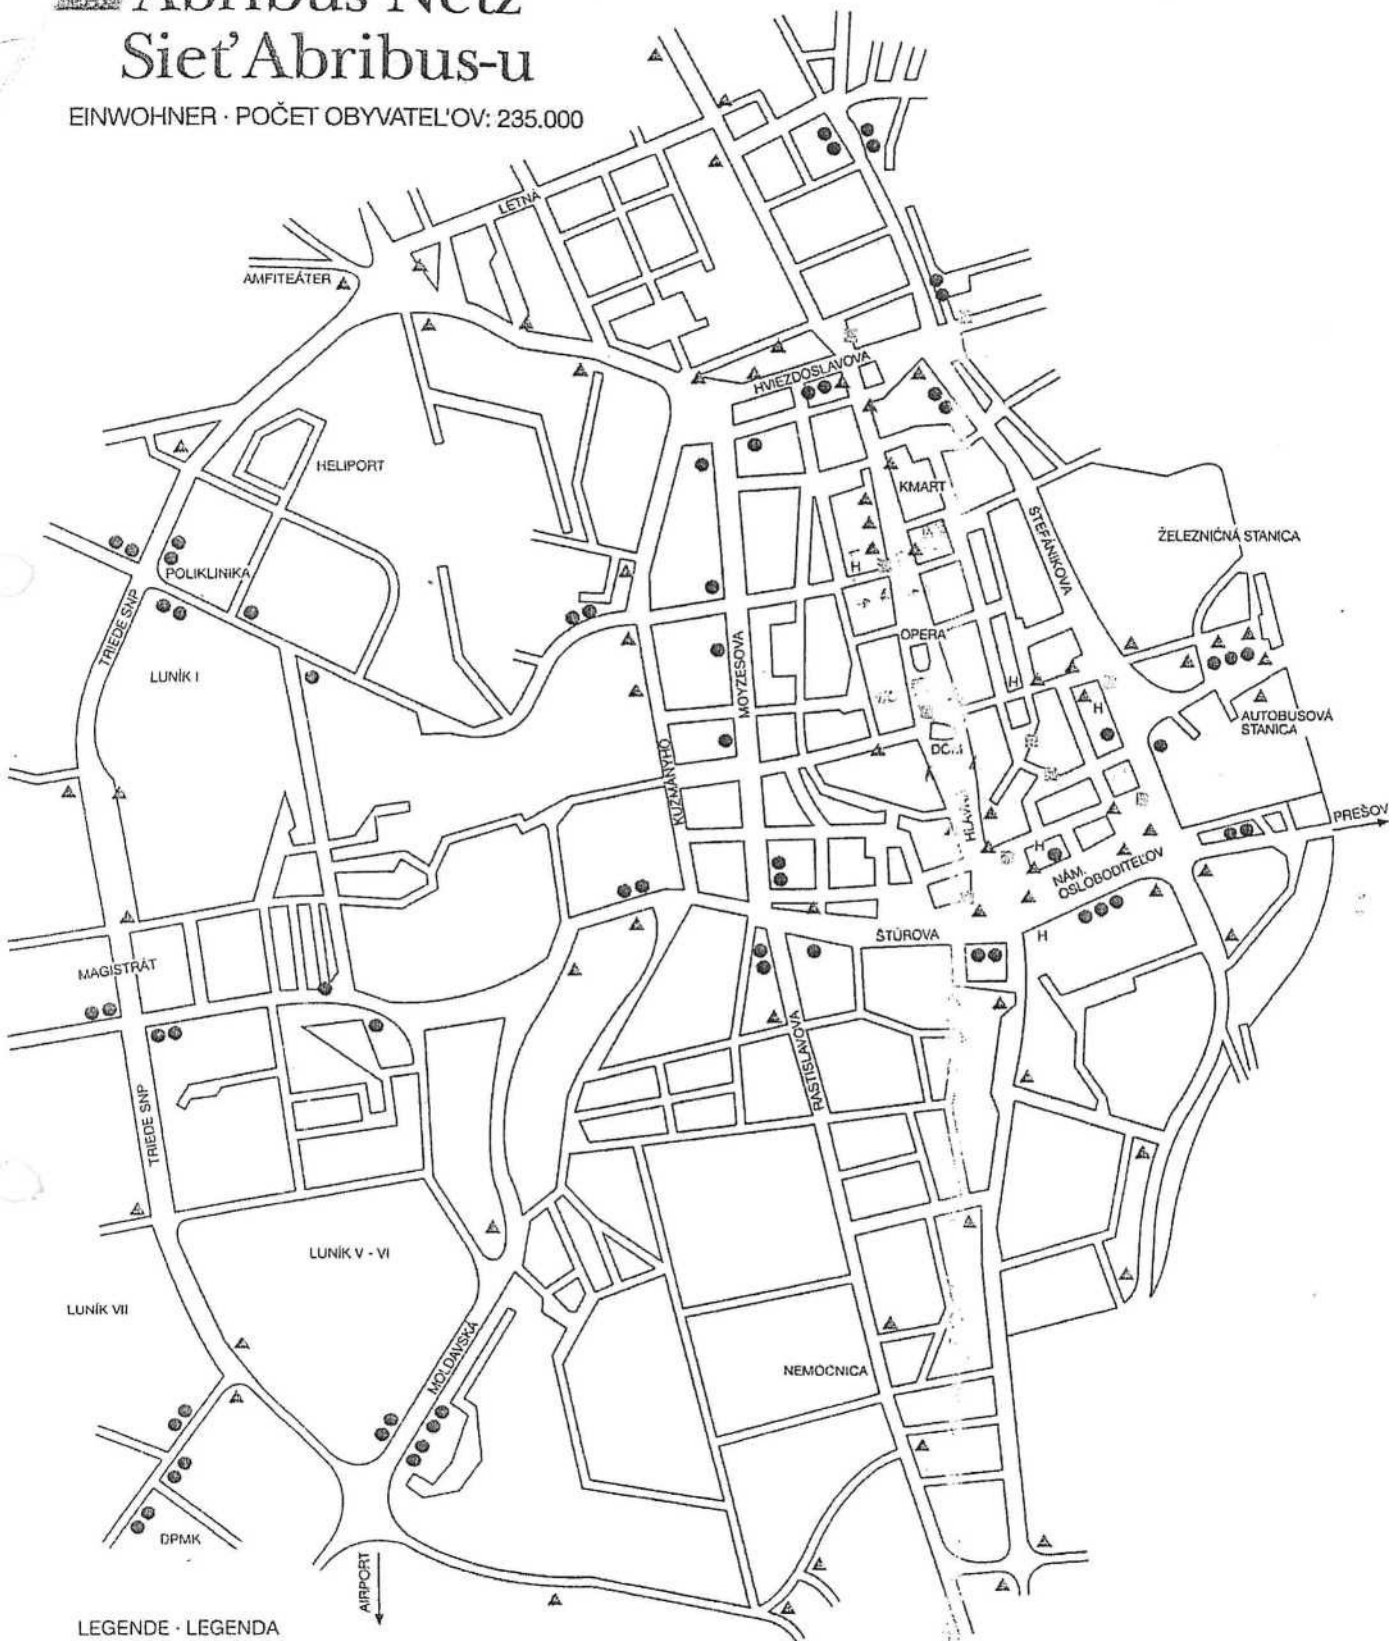 Abribus Netz
Sieť Abribus-u
EINWOHNER · POČET OBYVATEĽ'OV: 235.000
LETNÁ
AMFITEÁTER
HVIEZDOSLAVOVA
HELIPORT
KMART
ŠTEFÁNIKOVA
ŽELEZNIČNÁ STANICA
H
POLIKLINIKA
TRIEDE SNP
OPERA
MOYZESOVA
LUNÍK I
H
H
AUTOBUSOVÁ
STANICA
KUZMÁNYHO
HLAVNÁ
PREŠOV
H
NÁM.
OSLOBODITEĽOV
ŠTÚROVA
H
MAGISTRÁT
RASTISLAVOVA
TRIEDE SNP
LUNÍK V - VI
LUNÍK VII
MOLDAVSKÁ
NEMOCNICA
DPMK
AIRPORT
LEGENDE · LEGENDA